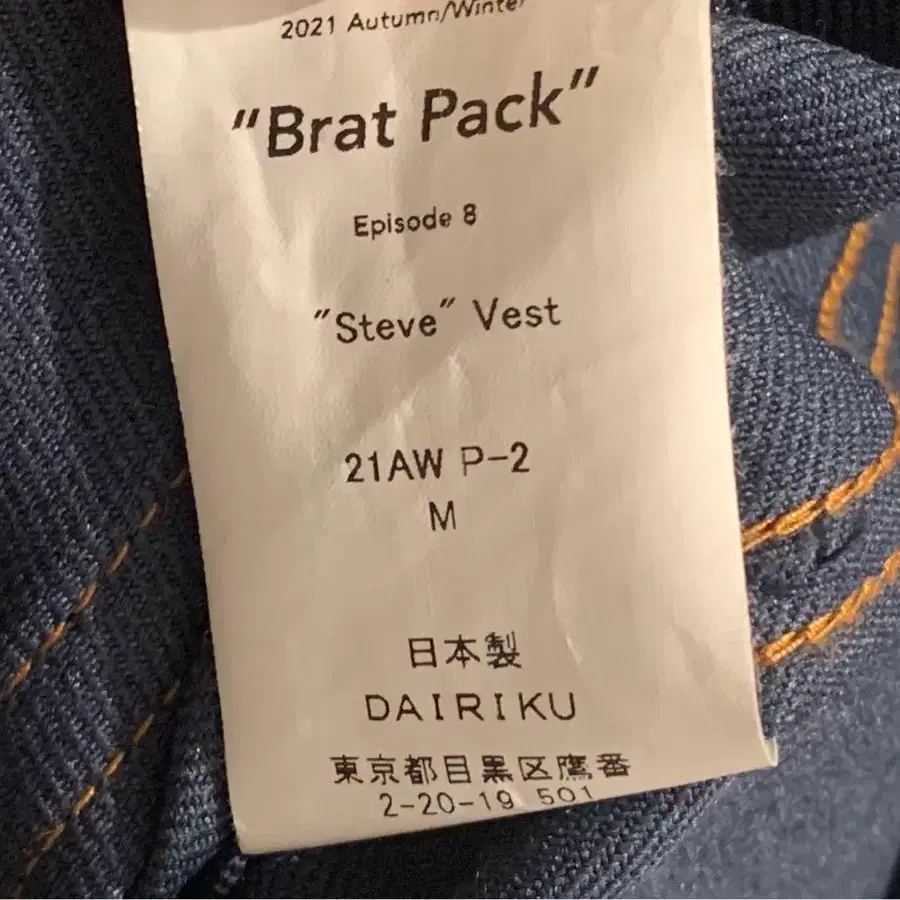 2021 Autumn/Winter
"Brat Pack"
Episode 8
"Steve" Vest
21AW P-2
M
日本製
DAIRIKU
東京都目黒区鷹番
2-20-19 501